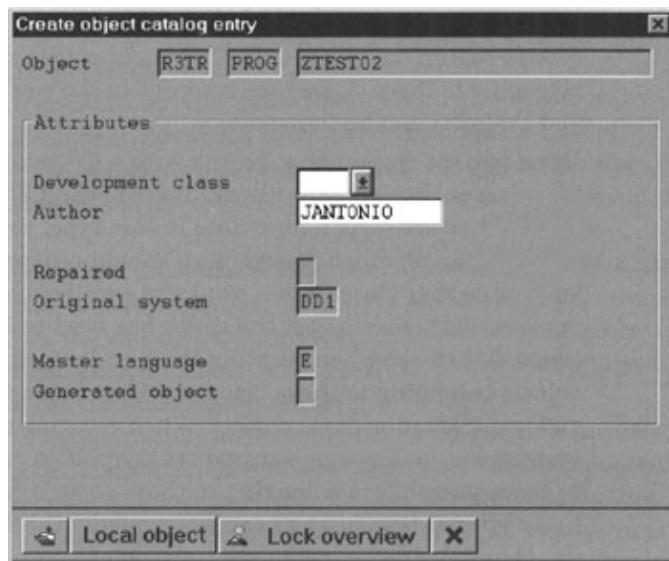 Create object catalog entry
Object R3TR PROG ZTEST02
Attributes
Development class
Author JANTONIO
Repaired
Original system DD1
Master language E
Generated object
Local object Lock overview